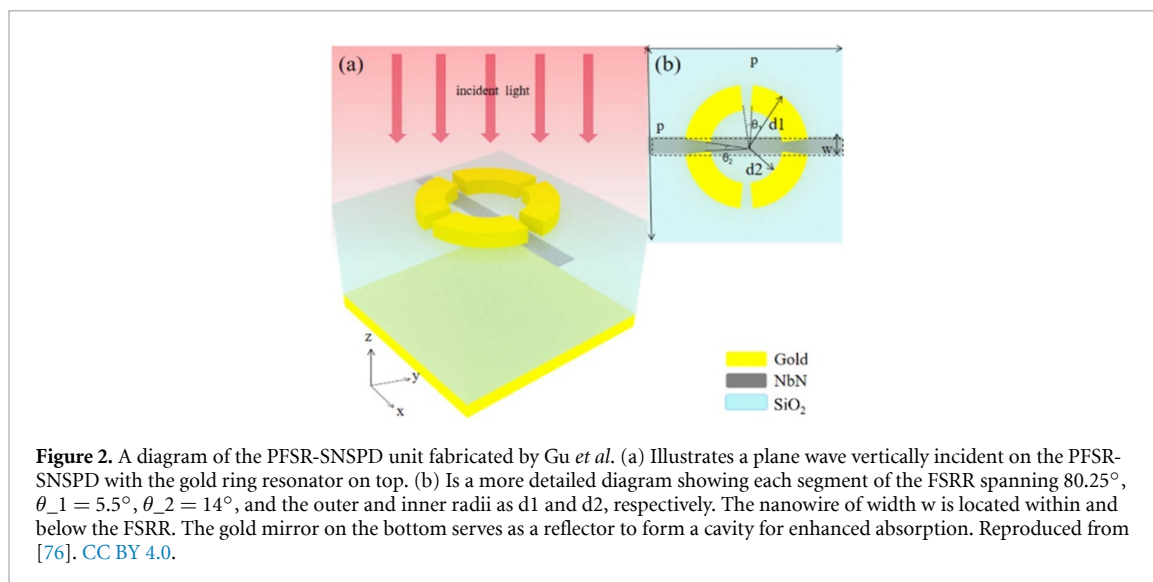 (a)
incident light
(b)
p
p
θ₁
d1
w
θ₂
d2
z
y
x
Gold
NbN
SiO₂
Figure 2. A diagram of the PFSR-SNSPD unit fabricated by Gu et al. (a) Illustrates a plane wave vertically incident on the PFSR-
SNSPD with the gold ring resonator on top. (b) Is a more detailed diagram showing each segment of the FSRR spanning 80.25°,
θ_1 = 5.5°, θ_2 = 14°, and the outer and inner radii as d1 and d2, respectively. The nanowire of width w is located within and
below the FSRR. The gold mirror on the bottom serves as a reflector to form a cavity for enhanced absorption. Reproduced from
[76]. CC BY 4.0.